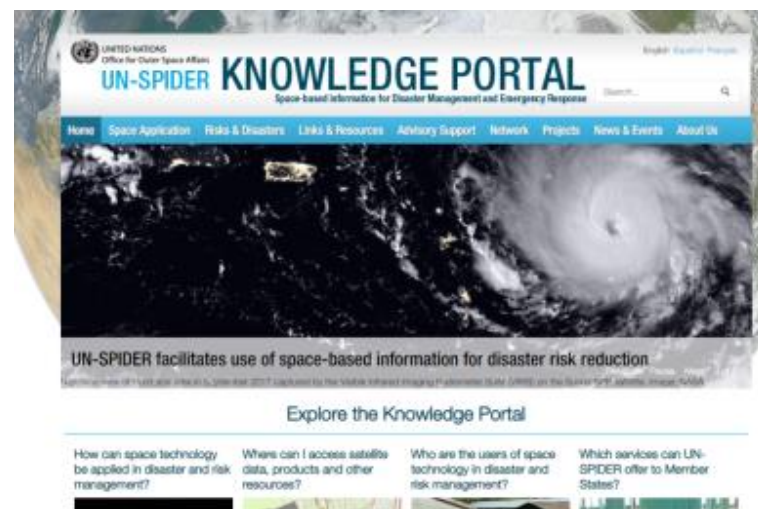 UNITED NATIONS
Office for Outer Space Affairs
UN-SPIDER KNOWLEDGE PORTAL
Space-based information for Disaster Management and Emergency Response
English Español Français
Search...
Home Space Application Risks & Disasters Links & Resources Advisory Support Network Projects News & Events About Us
UN-SPIDER facilitates use of space-based information for disaster risk reduction
Explore the Knowledge Portal
How can space technology
be applied in disaster and risk
management?
Where can I access satellite
data, products and other
resources?
Who are the users of space
technology in disaster and
risk management?
Which services can UN-
SPIDER offer to Member
States?